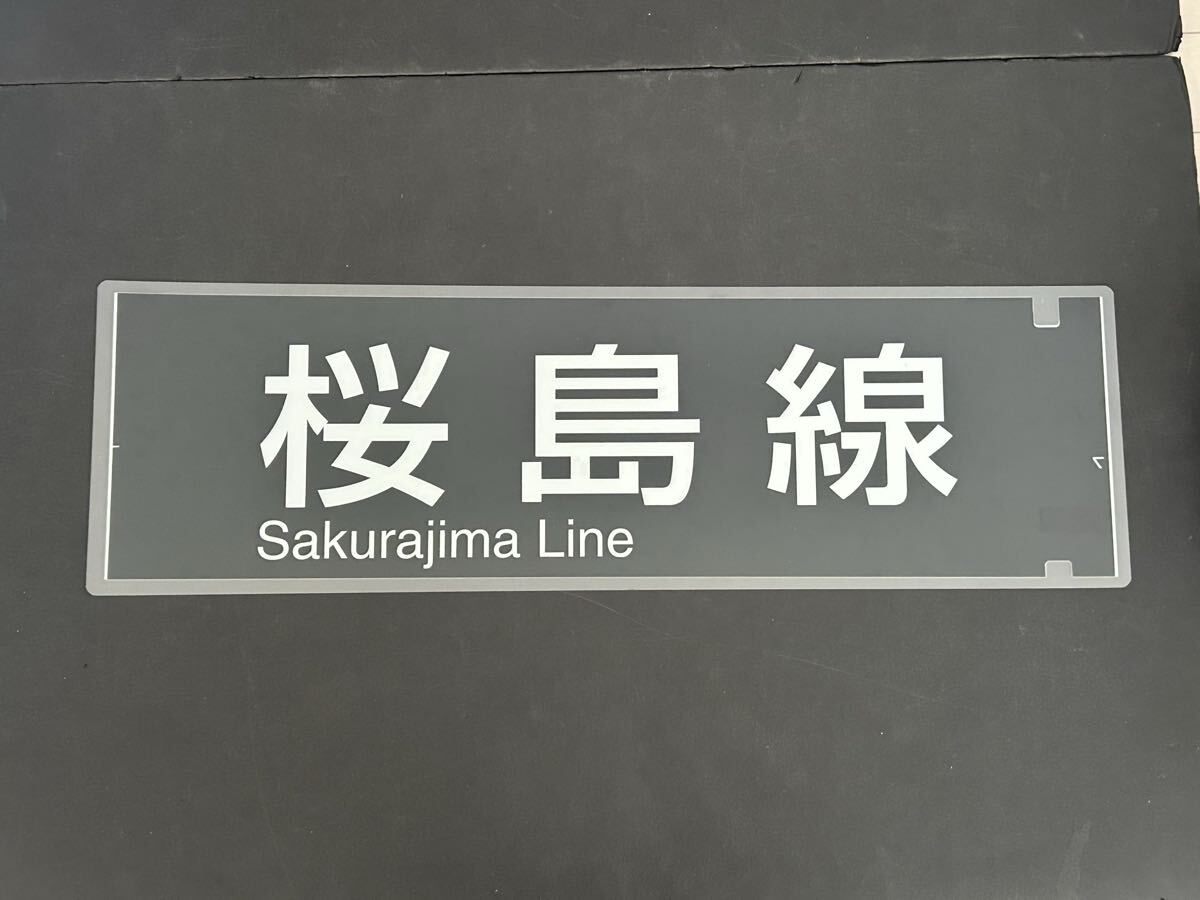 桜島線
Sakurajima Line